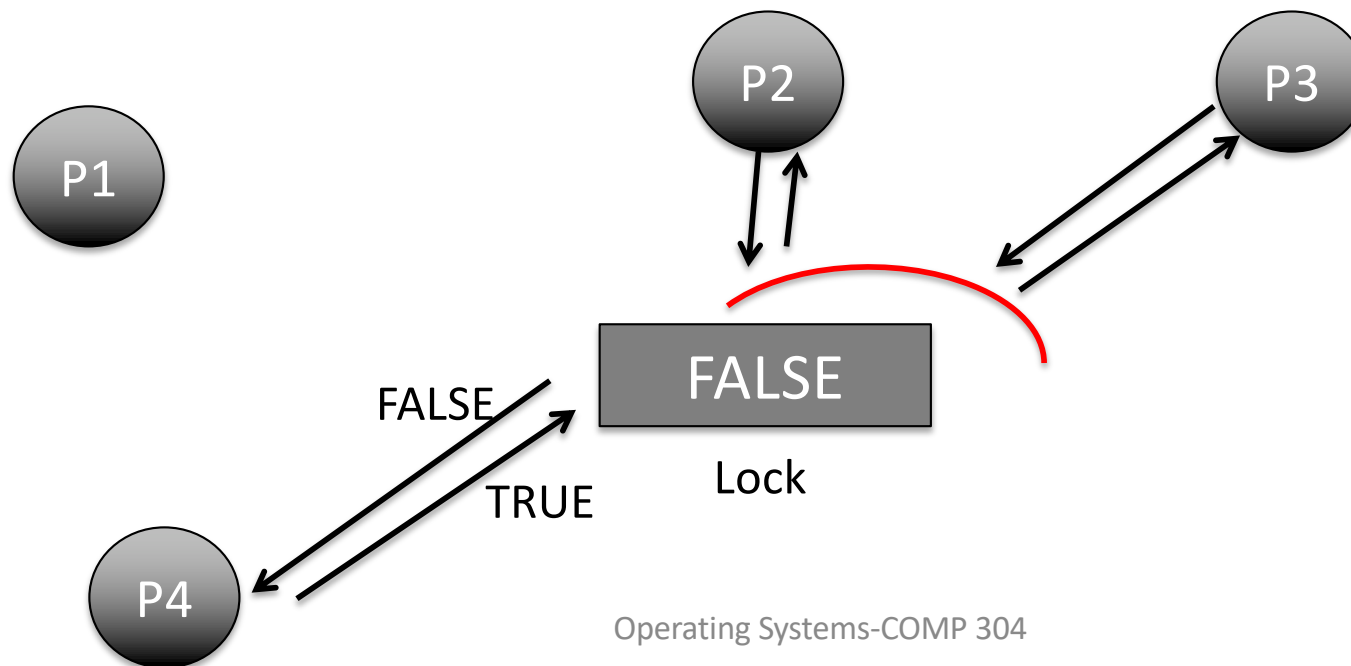 P2
P3
P1
FALSE
FALSE
TRUE
Lock
P4
Operating Systems-COMP 304